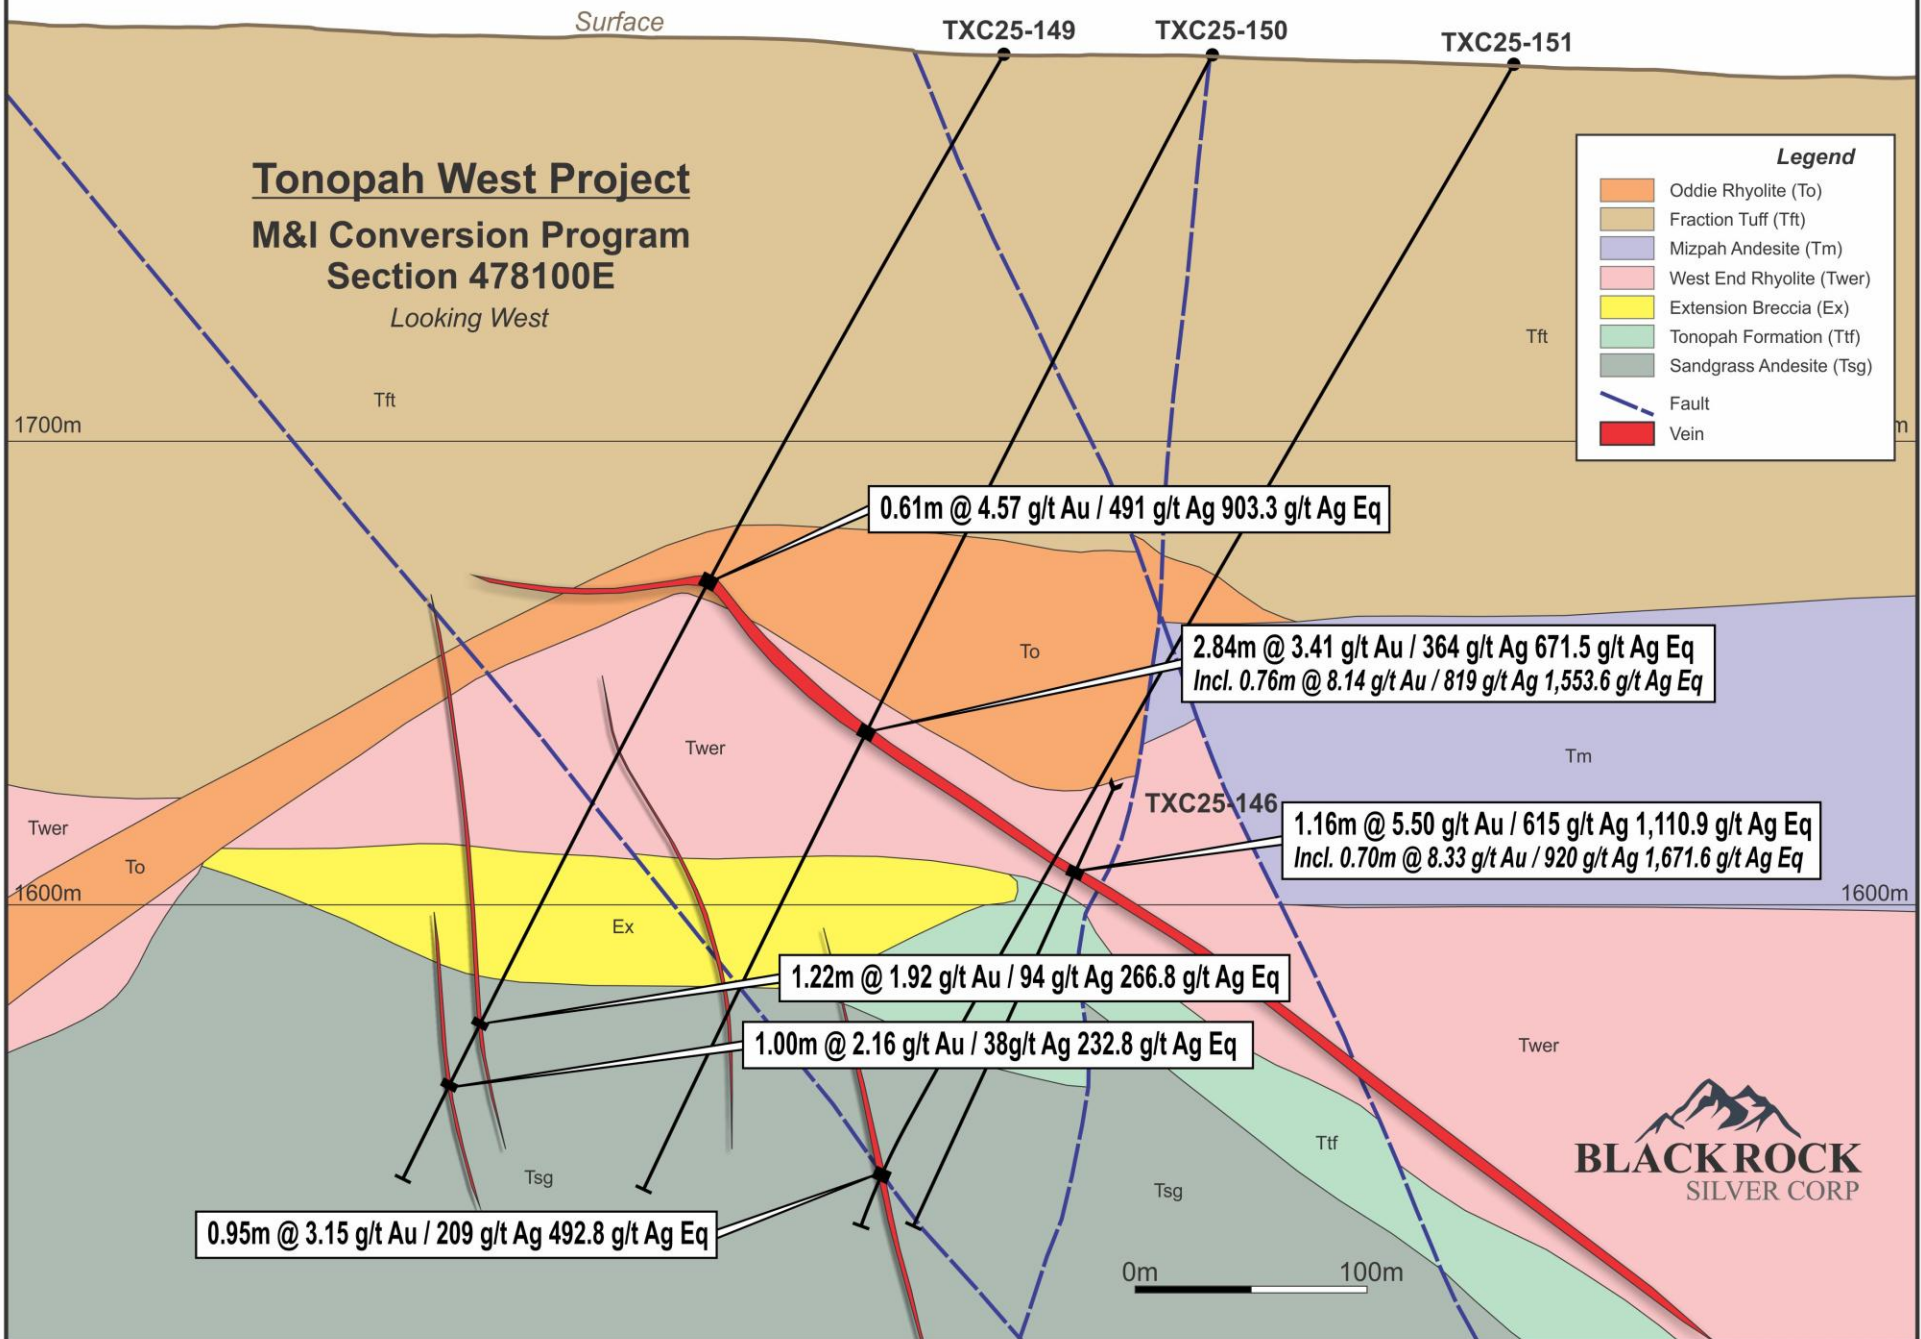 Surface
TXC25-149
TXC25-150
TXC25-151
Tonopah West Project
M&I Conversion Program
Section 478100E
Looking West
Legend
Oddie Rhyolite (To)
Fraction Tuff (Tft)
Mizpah Andesite (Tm)
West End Rhyolite (Twer)
Extension Breccia (Ex)
Tonopah Formation (Ttf)
Sandgrass Andesite (Tsg)
Fault
Vein
Tft
Tft
1700m
m
0.61m @ 4.57 g/t Au / 491 g/t Ag 903.3 g/t Ag Eq
To
2.84m @ 3.41 g/t Au / 364 g/t Ag 671.5 g/t Ag Eq
Incl. 0.76m @ 8.14 g/t Au / 819 g/t Ag 1,553.6 g/t Ag Eq
Twer
Tm
TXC25-146
1.16m @ 5.50 g/t Au / 615 g/t Ag 1,110.9 g/t Ag Eq
Incl. 0.70m @ 8.33 g/t Au / 920 g/t Ag 1,671.6 g/t Ag Eq
Twer
To
1600m
1600m
Ex
1.22m @ 1.92 g/t Au / 94 g/t Ag 266.8 g/t Ag Eq
1.00m @ 2.16 g/t Au / 38g/t Ag 232.8 g/t Ag Eq
Twer
Ttf
Tsg
Tsg
BLACK ROCK
SILVER CORP
0.95m @ 3.15 g/t Au / 209 g/t Ag 492.8 g/t Ag Eq
0m
100m